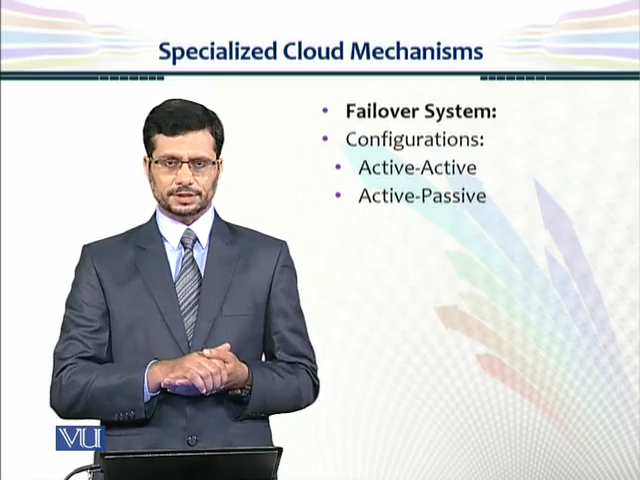 Specialized Cloud Mechanisms
• Failover System:
• Configurations:
• Active-Active
• Active-Passive
VU